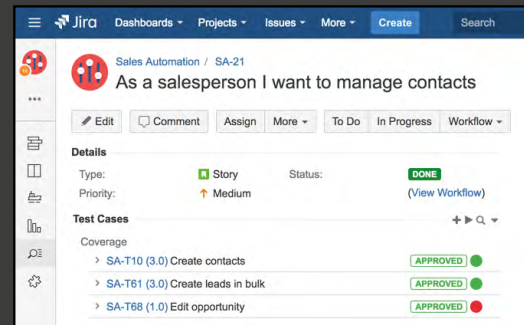 Jira Dashboards Projects Issues More Create Search
Sales Automation / SA-21
As a salesperson I want to manage contacts
Edit Comment Assign More To Do In Progress Workflow
Details
Type: Story Status: DONE
Priority: Medium (View Workflow)
Test Cases
Coverage
SA-T10 (3.0) Create contacts APPROVED
SA-T61 (3.0) Create leads in bulk APPROVED
SA-T68 (1.0) Edit opportunity APPROVED